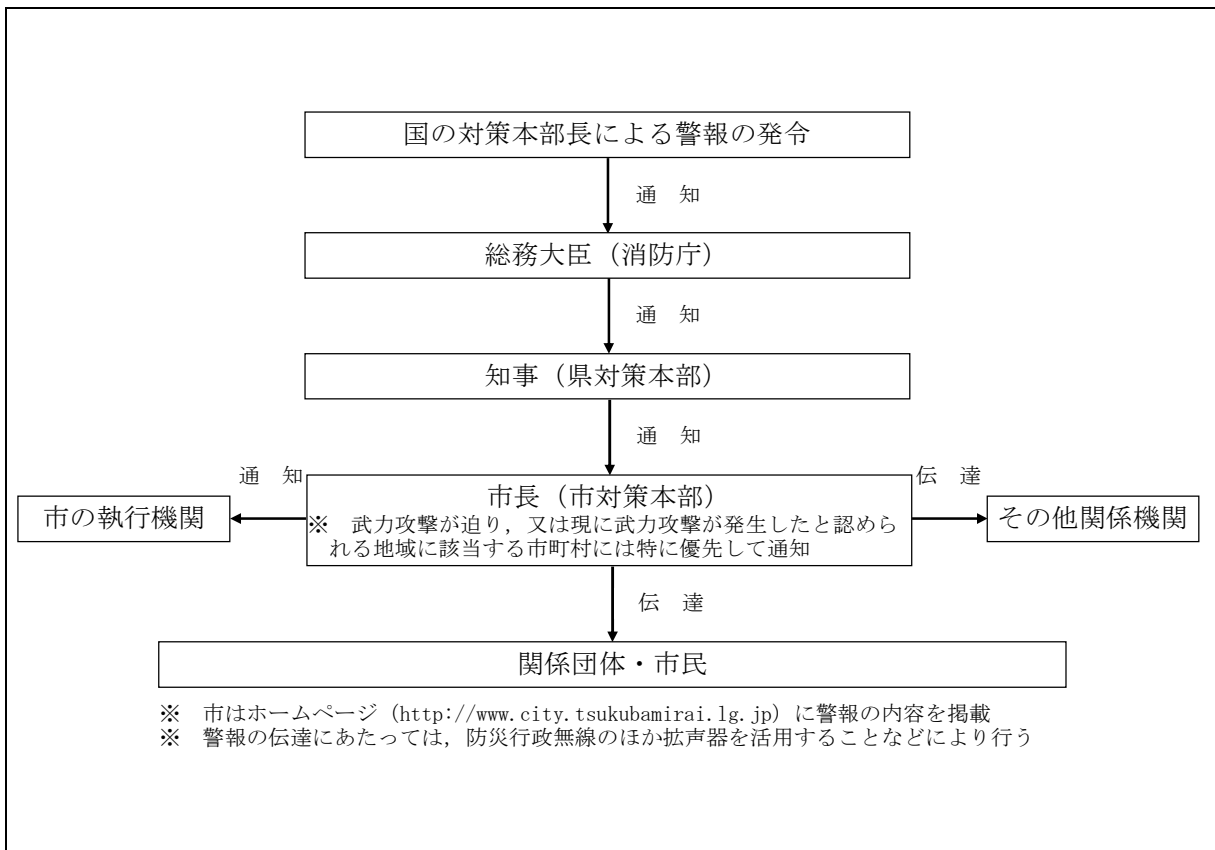 国の対策本部長による警報の発令
通　知
総務大臣（消防庁）
通　知
知事（県対策本部）
通　知
通　知
伝　達
市の執行機関
市長（市対策本部）
※　武力攻撃が迫り，又は現に武力攻撃が発生したと認めら
れる地域に該当する市町村には特に優先して通知
その他関係機関
伝　達
関係団体・市民
※　市はホームページ（http://www.city.tsukubamirai.lg.jp）に警報の内容を掲載
※　警報の伝達にあたっては，防災行政無線のほか拡声器を活用することなどにより行う